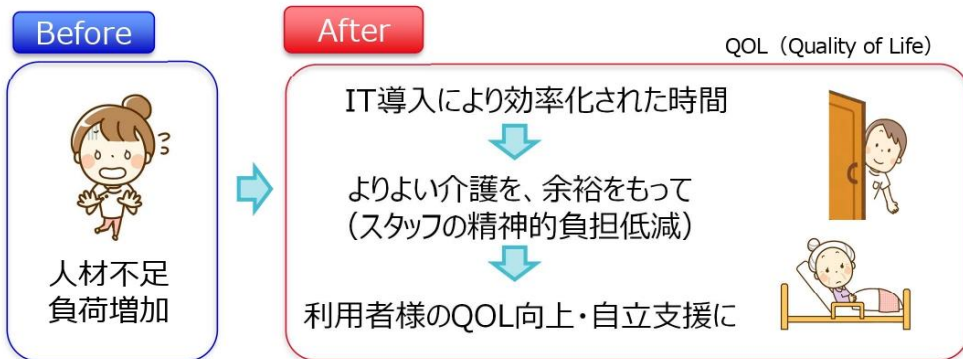 Before
After
QOL（Quality of Life）
人材不足
負荷増加
IT導入により効率化された時間
よりよい介護を、余裕をもって
（スタッフの精神的負担低減）
利用者様のQOL向上・自立支援に